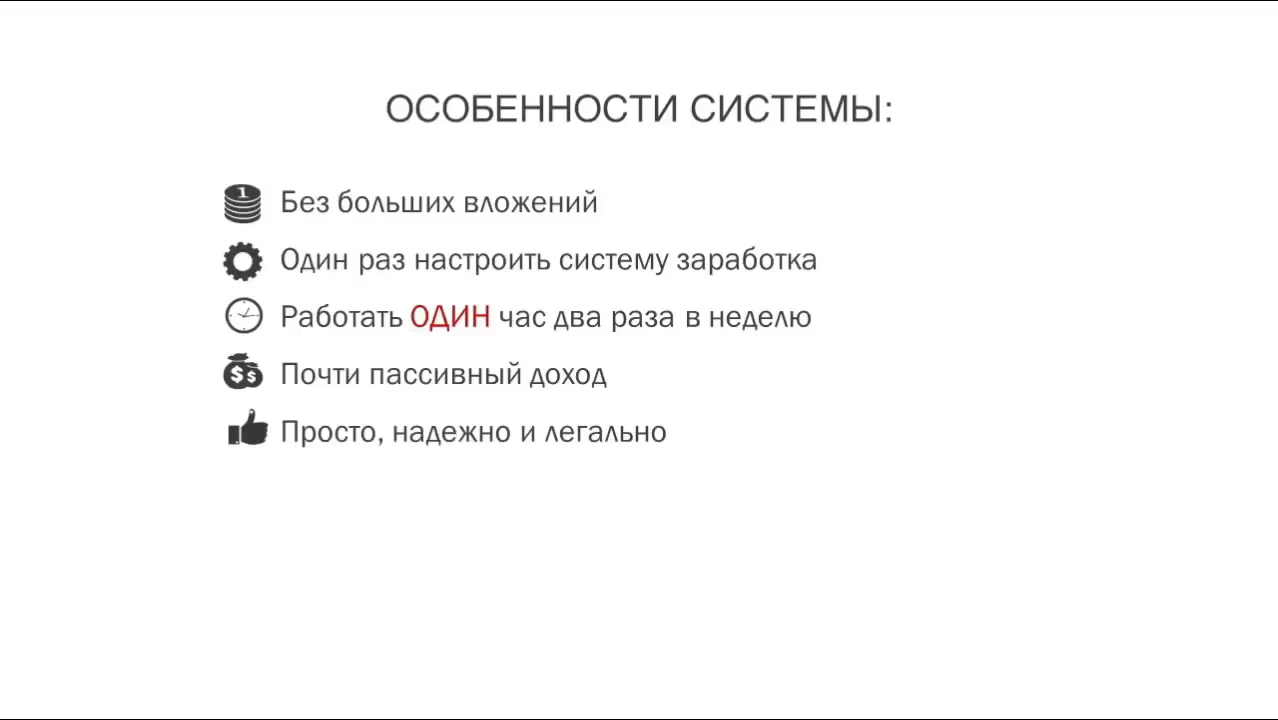 ОСОБЕННОСТИ СИСТЕМЫ:
1 Без больших вложений
Один раз настроить систему заработка
Работать ОДИН час два раза в неделю
$ $ Почти пассивный доход
Просто, надежно и легально